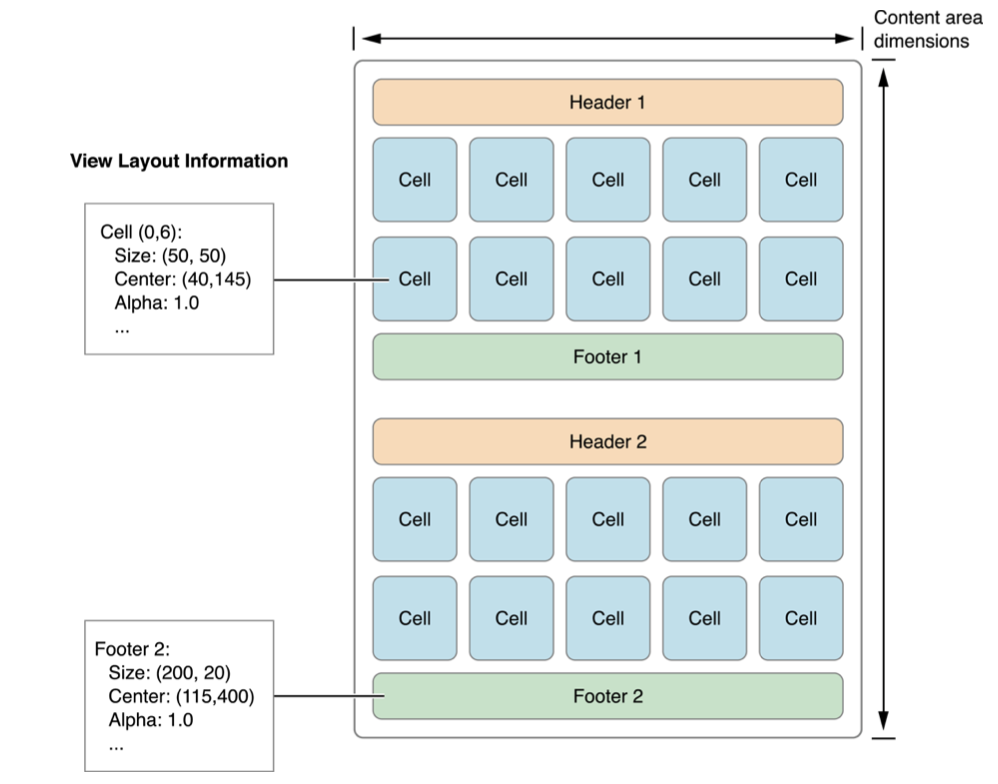 Content area
dimensions
Header 1
View Layout Information
Cell Cell Cell Cell Cell
Cell (0,6):
Size: (50, 50)
Center: (40,145)
Alpha: 1.0
...
Cell Cell Cell Cell Cell
Footer 1
Header 2
Cell Cell Cell Cell Cell
Cell Cell Cell Cell Cell
Footer 2:
Size: (200, 20)
Center: (115,400)
Alpha: 1.0
...
Footer 2